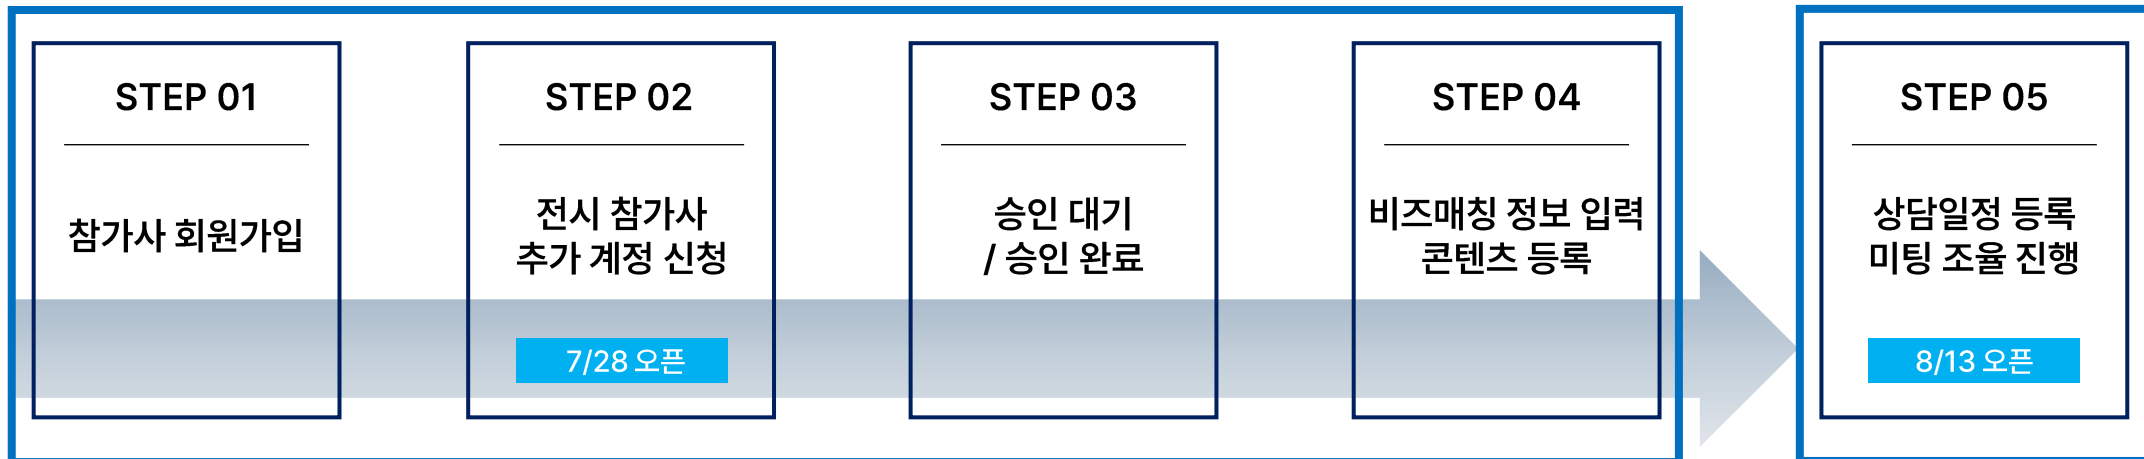 STEP 01
참가사 회원가입
STEP 02
전시 참가사
추가 계정 신청
7/28 오픈
STEP 03
승인 대기
/ 승인 완료
STEP 04
비즈매칭 정보 입력
콘텐츠 등록
STEP 05
상담일정 등록
미팅 조율 진행
8/13 오픈